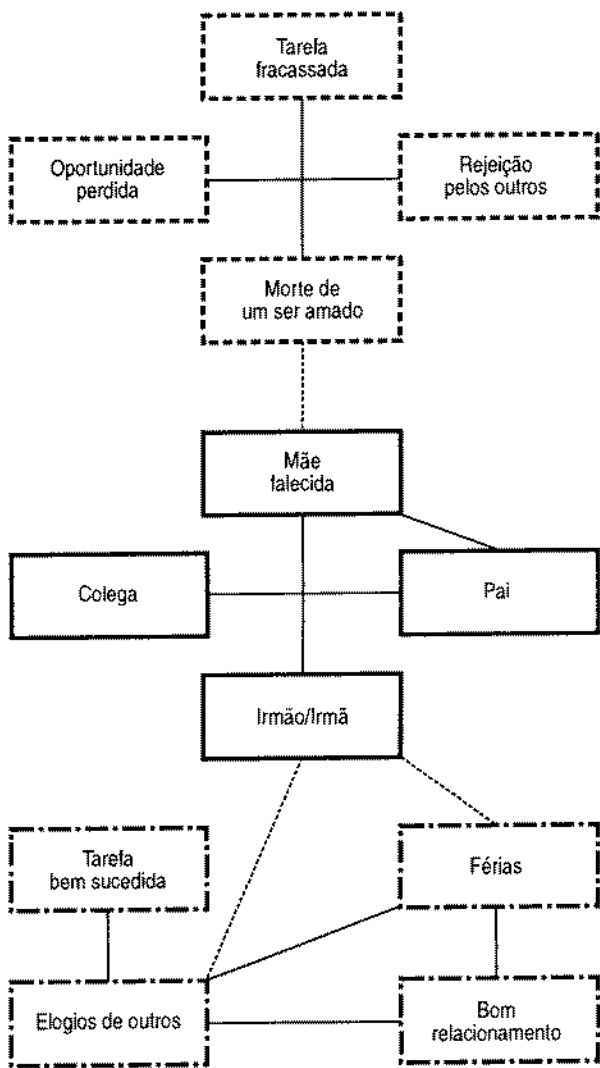 Tarefa
fracassada
Oportunidade
perdida
Rejeição
pelos outros
Morte de
um ser amado
Mãe
falecida
Colega
Pai
Irmão/Irmã
Tarefa
bem sucedida
Férias
Elogios de outros
Bom
relacionamento